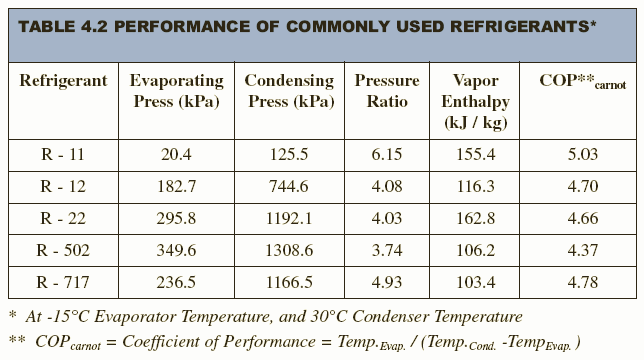 TABLE 4.2 PERFORMANCE OF COMMONLY USED REFRIGERANTS*
Refrigerant Evaporating Press (kPa) Condensing Press (kPa) Pressure Ratio Vapor Enthalpy (kJ / kg) COP**carnot
R - 11 20.4 125.5 6.15 155.4 5.03
R - 12 182.7 744.6 4.08 116.3 4.70
R - 22 295.8 1192.1 4.03 162.8 4.66
R - 502 349.6 1308.6 3.74 106.2 4.37
R - 717 236.5 1166.5 4.93 103.4 4.78
* At -15°C Evaporator Temperature, and 30°C Condenser Temperature
** COPcarnot = Coefficient of Performance = Temp.Evap. / (Temp.Cond. -TempEvap. )